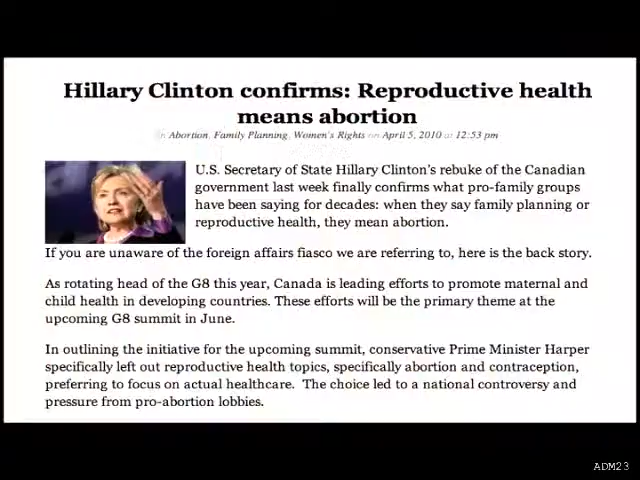 Hillary Clinton confirms: Reproductive health
means abortion
in Abortion, Family Planning, Women's Rights on April 5, 2010 at 12:53 pm
U.S. Secretary of State Hillary Clinton's rebuke of the Canadian
government last week finally confirms what pro-family groups
have been saying for decades: when they say family planning or
reproductive health, they mean abortion.
If you are unaware of the foreign affairs fiasco we are referring to, here is the back story.
As rotating head of the G8 this year, Canada is leading efforts to promote maternal and
child health in developing countries. These efforts will be the primary theme at the
upcoming G8 summit in June.
In outlining the initiative for the upcoming summit, conservative Prime Minister Harper
specifically left out reproductive health topics, specifically abortion and contraception,
preferring to focus on actual healthcare. The choice led to a national controversy and
pressure from pro-abortion lobbies.
ADM23